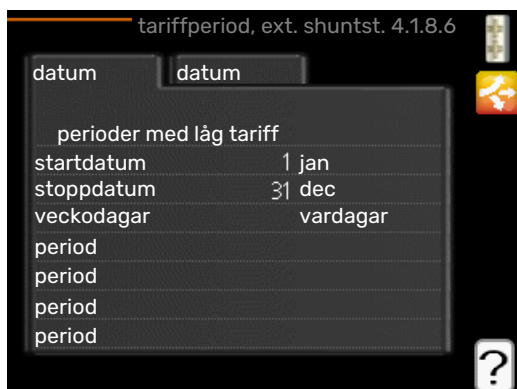 tariffperiod, ext. shuntst. 4.1.8.6
datum datum
perioder med låg tariff
startdatum 1 jan
stoppdatum 31 dec
veckodagar vardagar
period
period
period
period
?